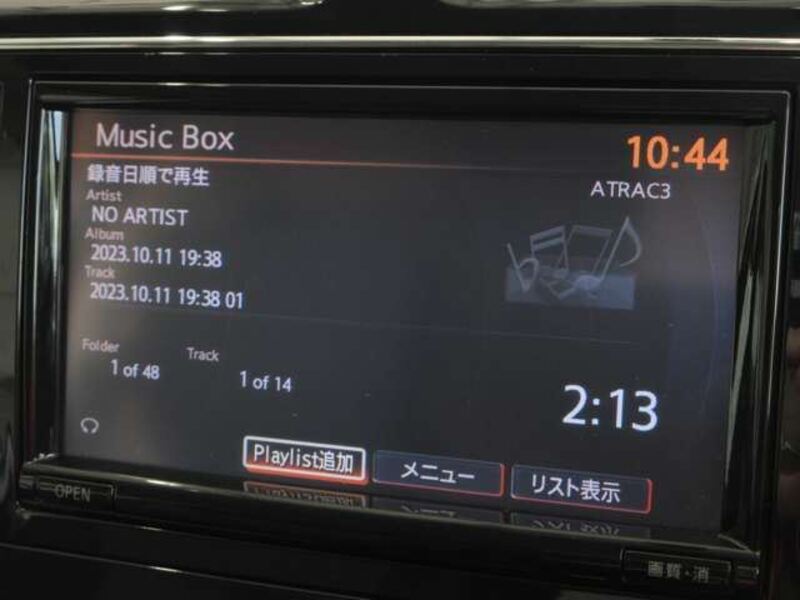 Music Box
10:44
録音日順で再生
ATRAC3
Artist
NO ARTIST
Album
2023.10.11 19:38
Track
2023.10.11 19:38 01
Folder
Track
1 of 48
1 of 14
2:13
Playlist追加
メニュー
リスト表示
OPEN
画質・消